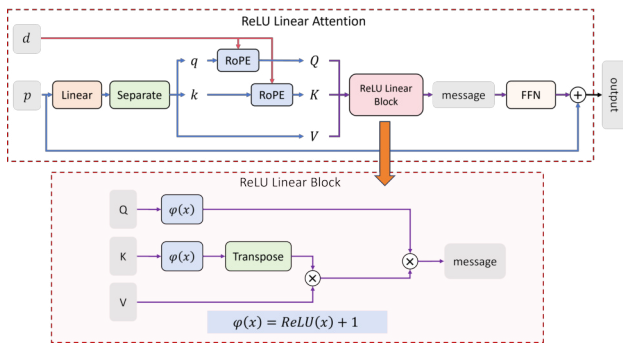 ReLU Linear Attention
d
q
RoPE
Q
p
Linear
Separate
k
RoPE
K
ReLU Linear
Block
message
FFN
+
output
V
ReLU Linear Block
Q
φ(x)
K
φ(x)
Transpose
×
×
message
V
φ(x) = ReLU(x) + 1